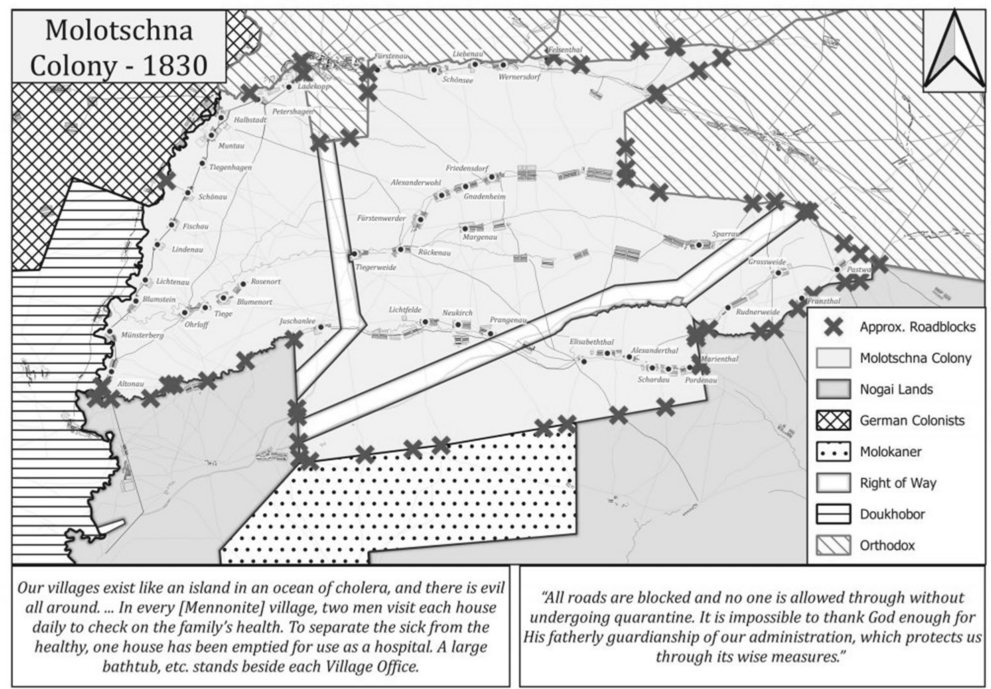 Molotschna
Colony - 1830
Fürstenau
Liebenau
Felsenthal
Schönsee
Wernersdorf
Ladekopp
Petershagen
Halbstadt
Muntau
Tiegenhagen
Schönau
Fischau
Lindenau
Lichtenau
Blumstein
Münsterberg
Altonau
Rosenort
Blumenort
Tiege
Ohrloff
Juschanlee
Friedensdorf
Alexanderwohl
Gnadenheim
Fürstenwerder
Margenau
Rückenau
Tiegerweide
Sparrau
Grossweide
Pastwa
Franzthal
Rudnerweide
Lichtfelde
Neukirch
Prangenau
Elisabeththal
Alexanderthal
Marienthal
Schardau
Pordenau
Approx. Roadblocks
Molotschna Colony
Nogai Lands
German Colonists
Molokaner
Right of Way
Doukhobor
Orthodox
Our villages exist like an island in an ocean of cholera, and there is evil
all around. ... In every [Mennonite] village, two men visit each house
daily to check on the family's health. To separate the sick from the
healthy, one house has been emptied for use as a hospital. A large
bathtub, etc. stands beside each Village Office.
“All roads are blocked and no one is allowed through without
undergoing quarantine. It is impossible to thank God enough for
His fatherly guardianship of our administration, which protects us
through its wise measures.”